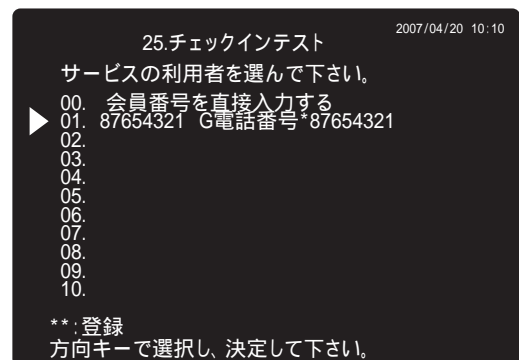 2007/04/20 10:10
25.チェックインテスト
サービスの利用者を選んで下さい。
00. 会員番号を直接入力する
01. 87654321 G電話番号*87654321
02.
03.
04.
05.
06.
07.
08.
09.
10.
**:登録
方向キーで選択し、決定して下さい。